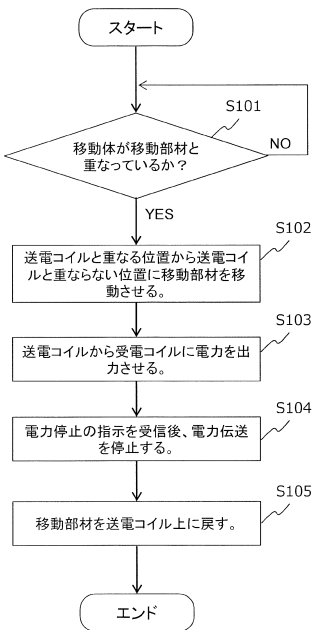 スタート
S101
移動体が移動部材と
重なっているか？
NO
YES
S102
送電コイルと重なる位置から送電コイ
ルと重ならない位置に移動部材を移
動させる。
S103
送電コイルから受電コイルに電力を出
力させる。
S104
電力停止の指示を受信後、電力伝送
を停止する。
S105
移動部材を送電コイル上に戻す。
エンド